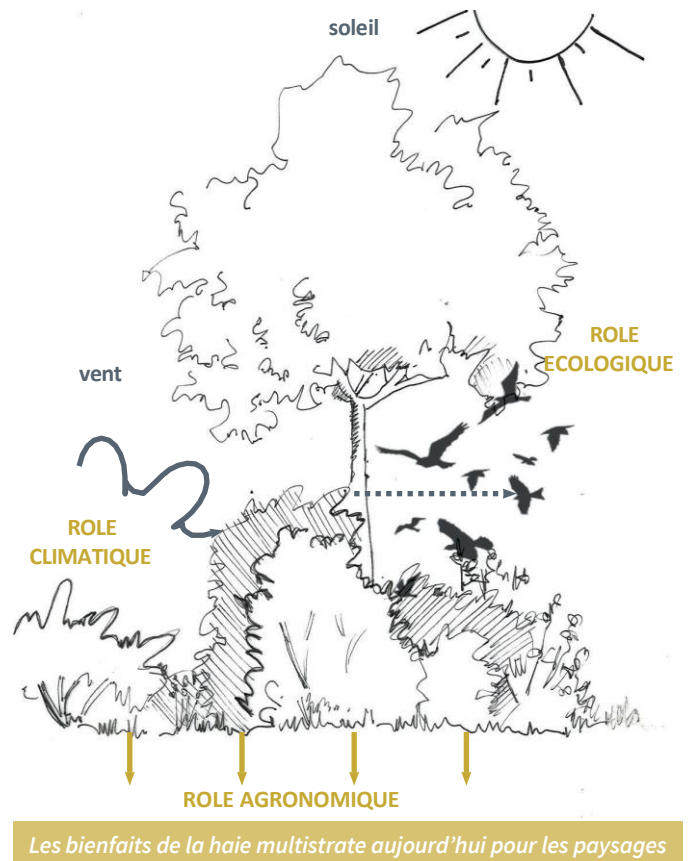 soleil
ROLE
ECOLOGIQUE
vent
ROLE
CLIMATIQUE
ROLE AGRONOMIQUE
Les bienfaits de la haie multistrate aujourd’hui pour les paysages